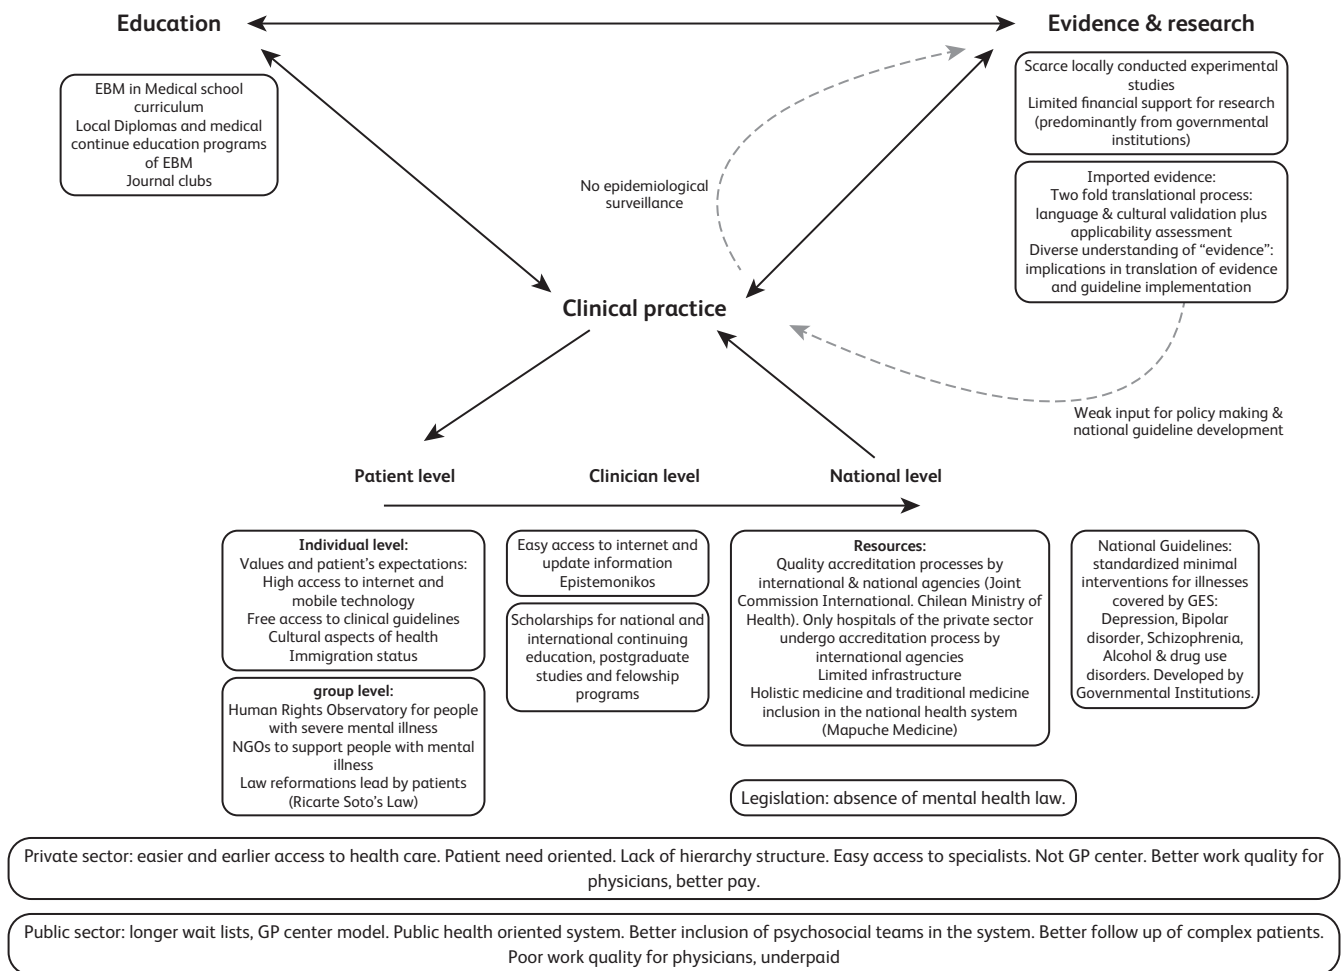 Education
Evidence & research
EBM in Medical school
curriculum
Local Diplomas and medical
continue education programs
of EBM
Journal clubs
Scarce locally conducted experimental
studies
Limited financial support for research
(predominantly from governmental
institutions)
Imported evidence:
Two fold translational process:
language & cultural validation plus
applicability assessment
Diverse understanding of “evidence”:
implications in translation of evidence
and guideline implementation
No epidemiological
surveillance
Clinical practice
Weak input for policy making &
national guideline development
Patient level
Clinician level
National level
Individual level:
Values and patient’s expectations:
High access to internet and
mobile technology
Free access to clinical guidelines
Cultural aspects of health
Immigration status
group level:
Human Rights Observatory for people
with severe mental illness
NGOs to support people with mental
illness
Law reformations lead by patients
(Ricarte Soto’s Law)
Easy access to internet and
update information
Epistemonikos
Scholarships for national and
international continuing
education, postgraduate
studies and felowship
programs
Resources:
Quality accreditation processes by
international & national agencies (Joint
Commission International. Chilean Ministry of
Health). Only hospitals of the private sector
undergo accreditation process by
international agencies
Limited infrastructure
Holistic medicine and traditional medicine
inclusion in the national health system
(Mapuche Medicine)
Legislation: absence of mental health law.
National Guidelines:
standardized minimal
interventions for illnesses
covered by GES:
Depression, Bipolar
disorder, Schizophrenia,
Alcohol & drug use
disorders. Developed by
Governmental Institutions.
Private sector: easier and earlier access to health care. Patient need oriented. Lack of hierarchy structure. Easy access to specialists. Not GP center. Better work quality for
physicians, better pay.
Public sector: longer wait lists, GP center model. Public health oriented system. Better inclusion of psychosocial teams in the system. Better follow up of complex patients.
Poor work quality for physicians, underpaid